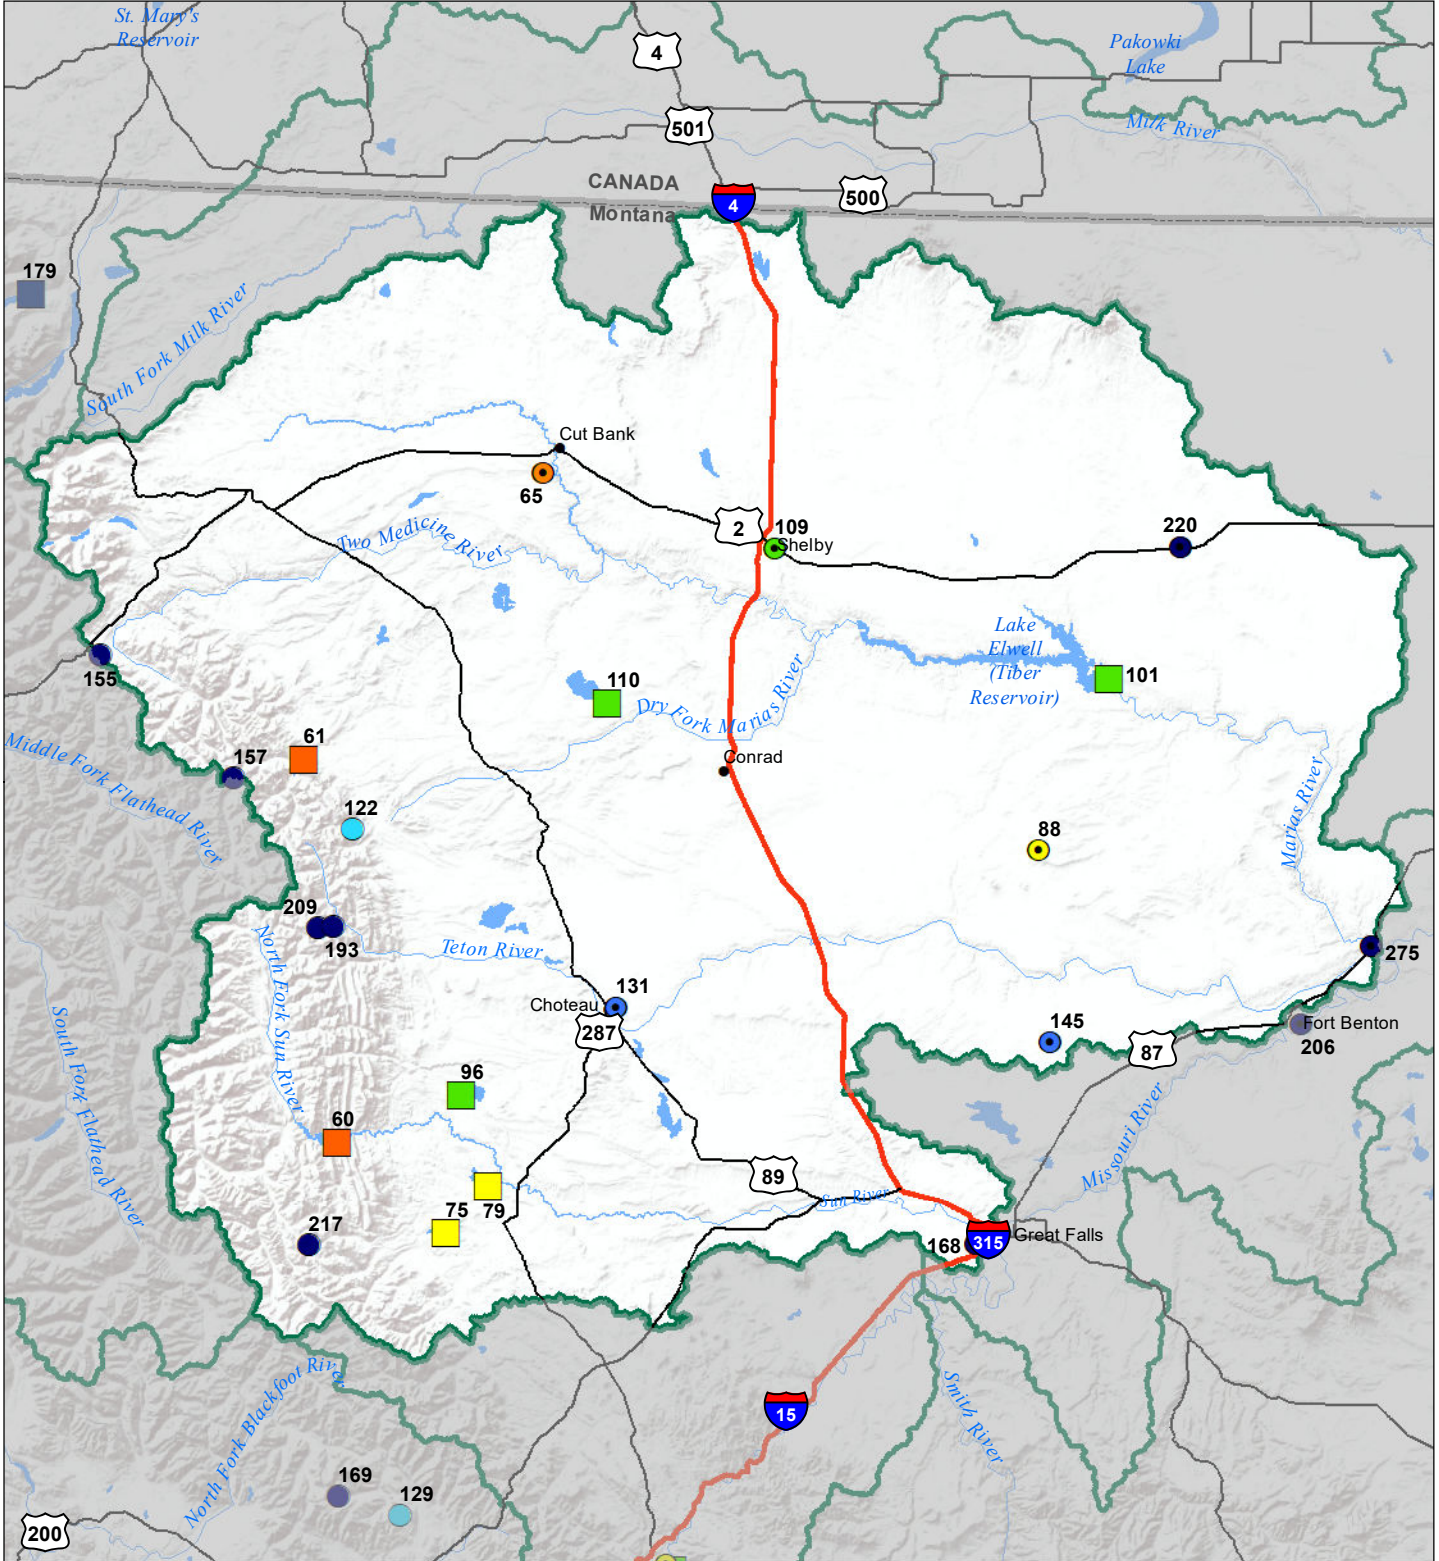 St. Mary's
Reservoir
4
Pakowki
Lake
501
Milk River
CANADA
Montana
4
500
179
South Fork Milk River
Cut Bank
65
2
109
Shelby
220
Two Medicine River
155
Lake
Elwell
(Tiber
Reservoir)
101
110
Dry Fork Marias River
61
157
Middle Fork Flathead River
Conrad
122
88
Marias River
209
193
North Fork Sun River
Teton River
275
131
Choteau
287
145
87
Fort Benton
206
South Fork Flathead River
96
60
Missouri River
89
Sun River
75
79
217
168
315
Great Falls
North Fork Blackfoot River
Smith River
15
169
129
200